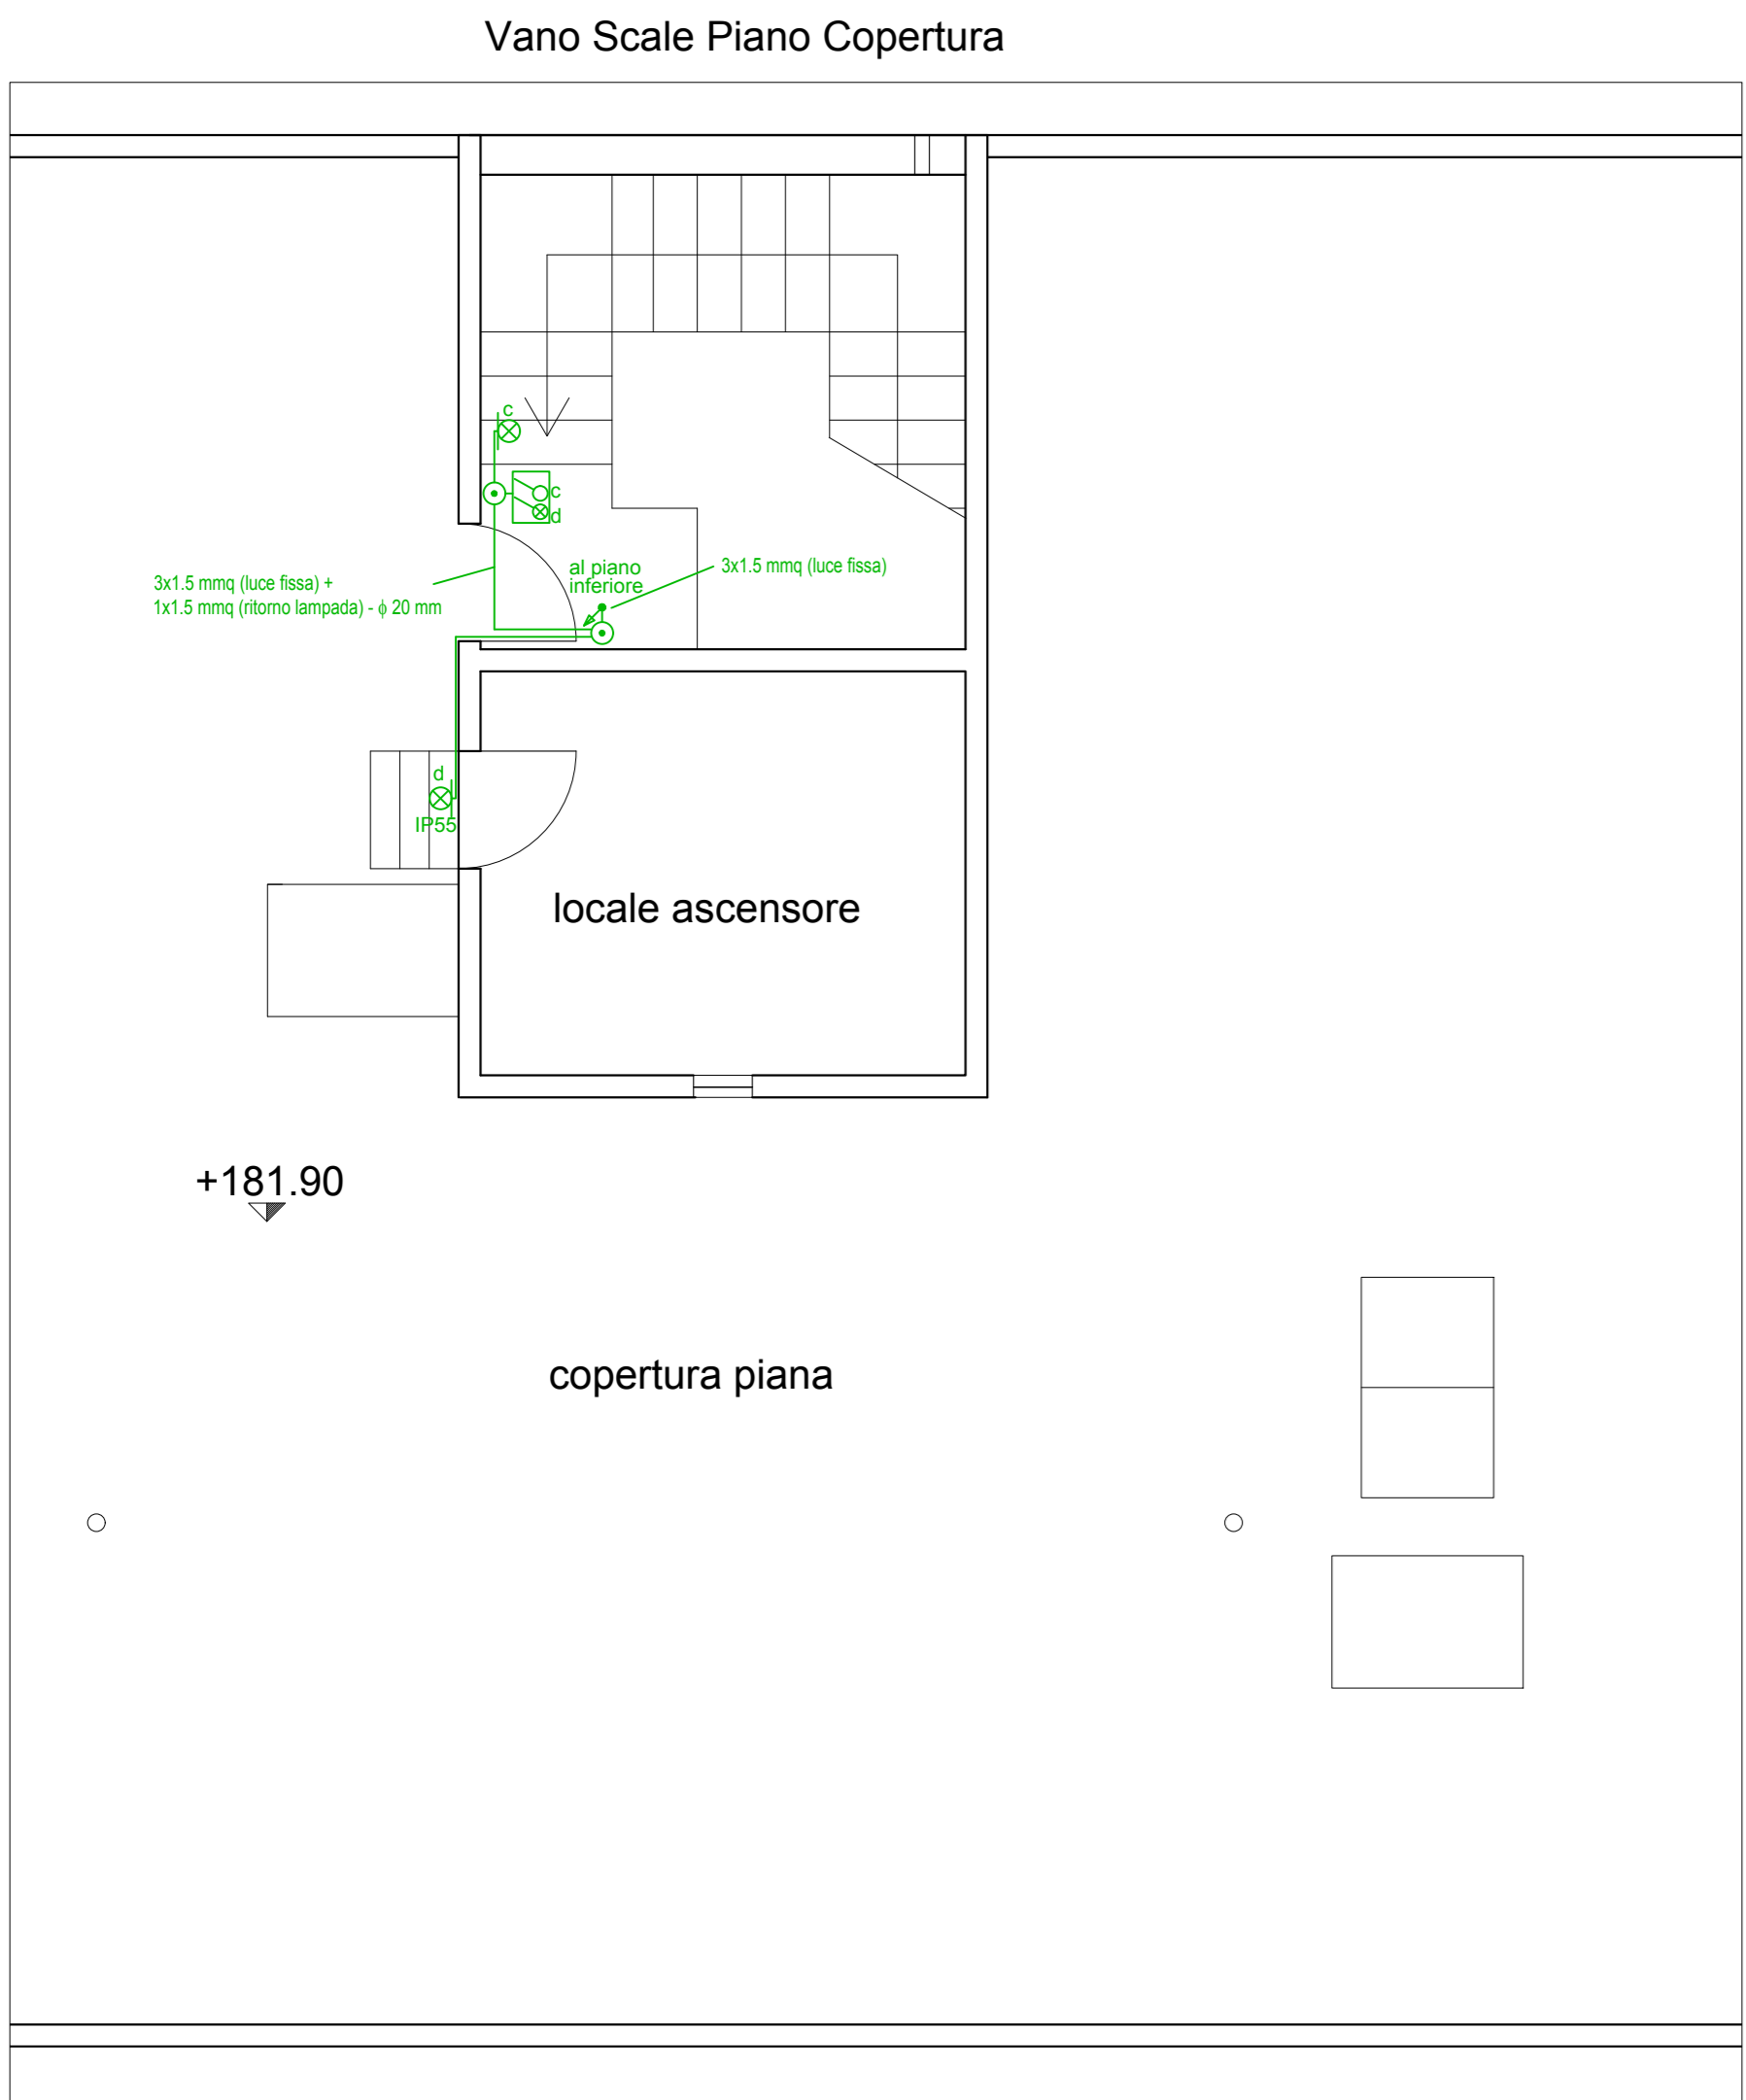 Vano Scale Piano Copertura
c
c
d
al piano
inferiore
3x1.5 mmq (luce fissa)
3x1.5 mmq (luce fissa) +
1x1.5 mmq (ritorno lampada) - ϕ 20 mm
d
IP55
locale ascensore
+181.90
copertura piana